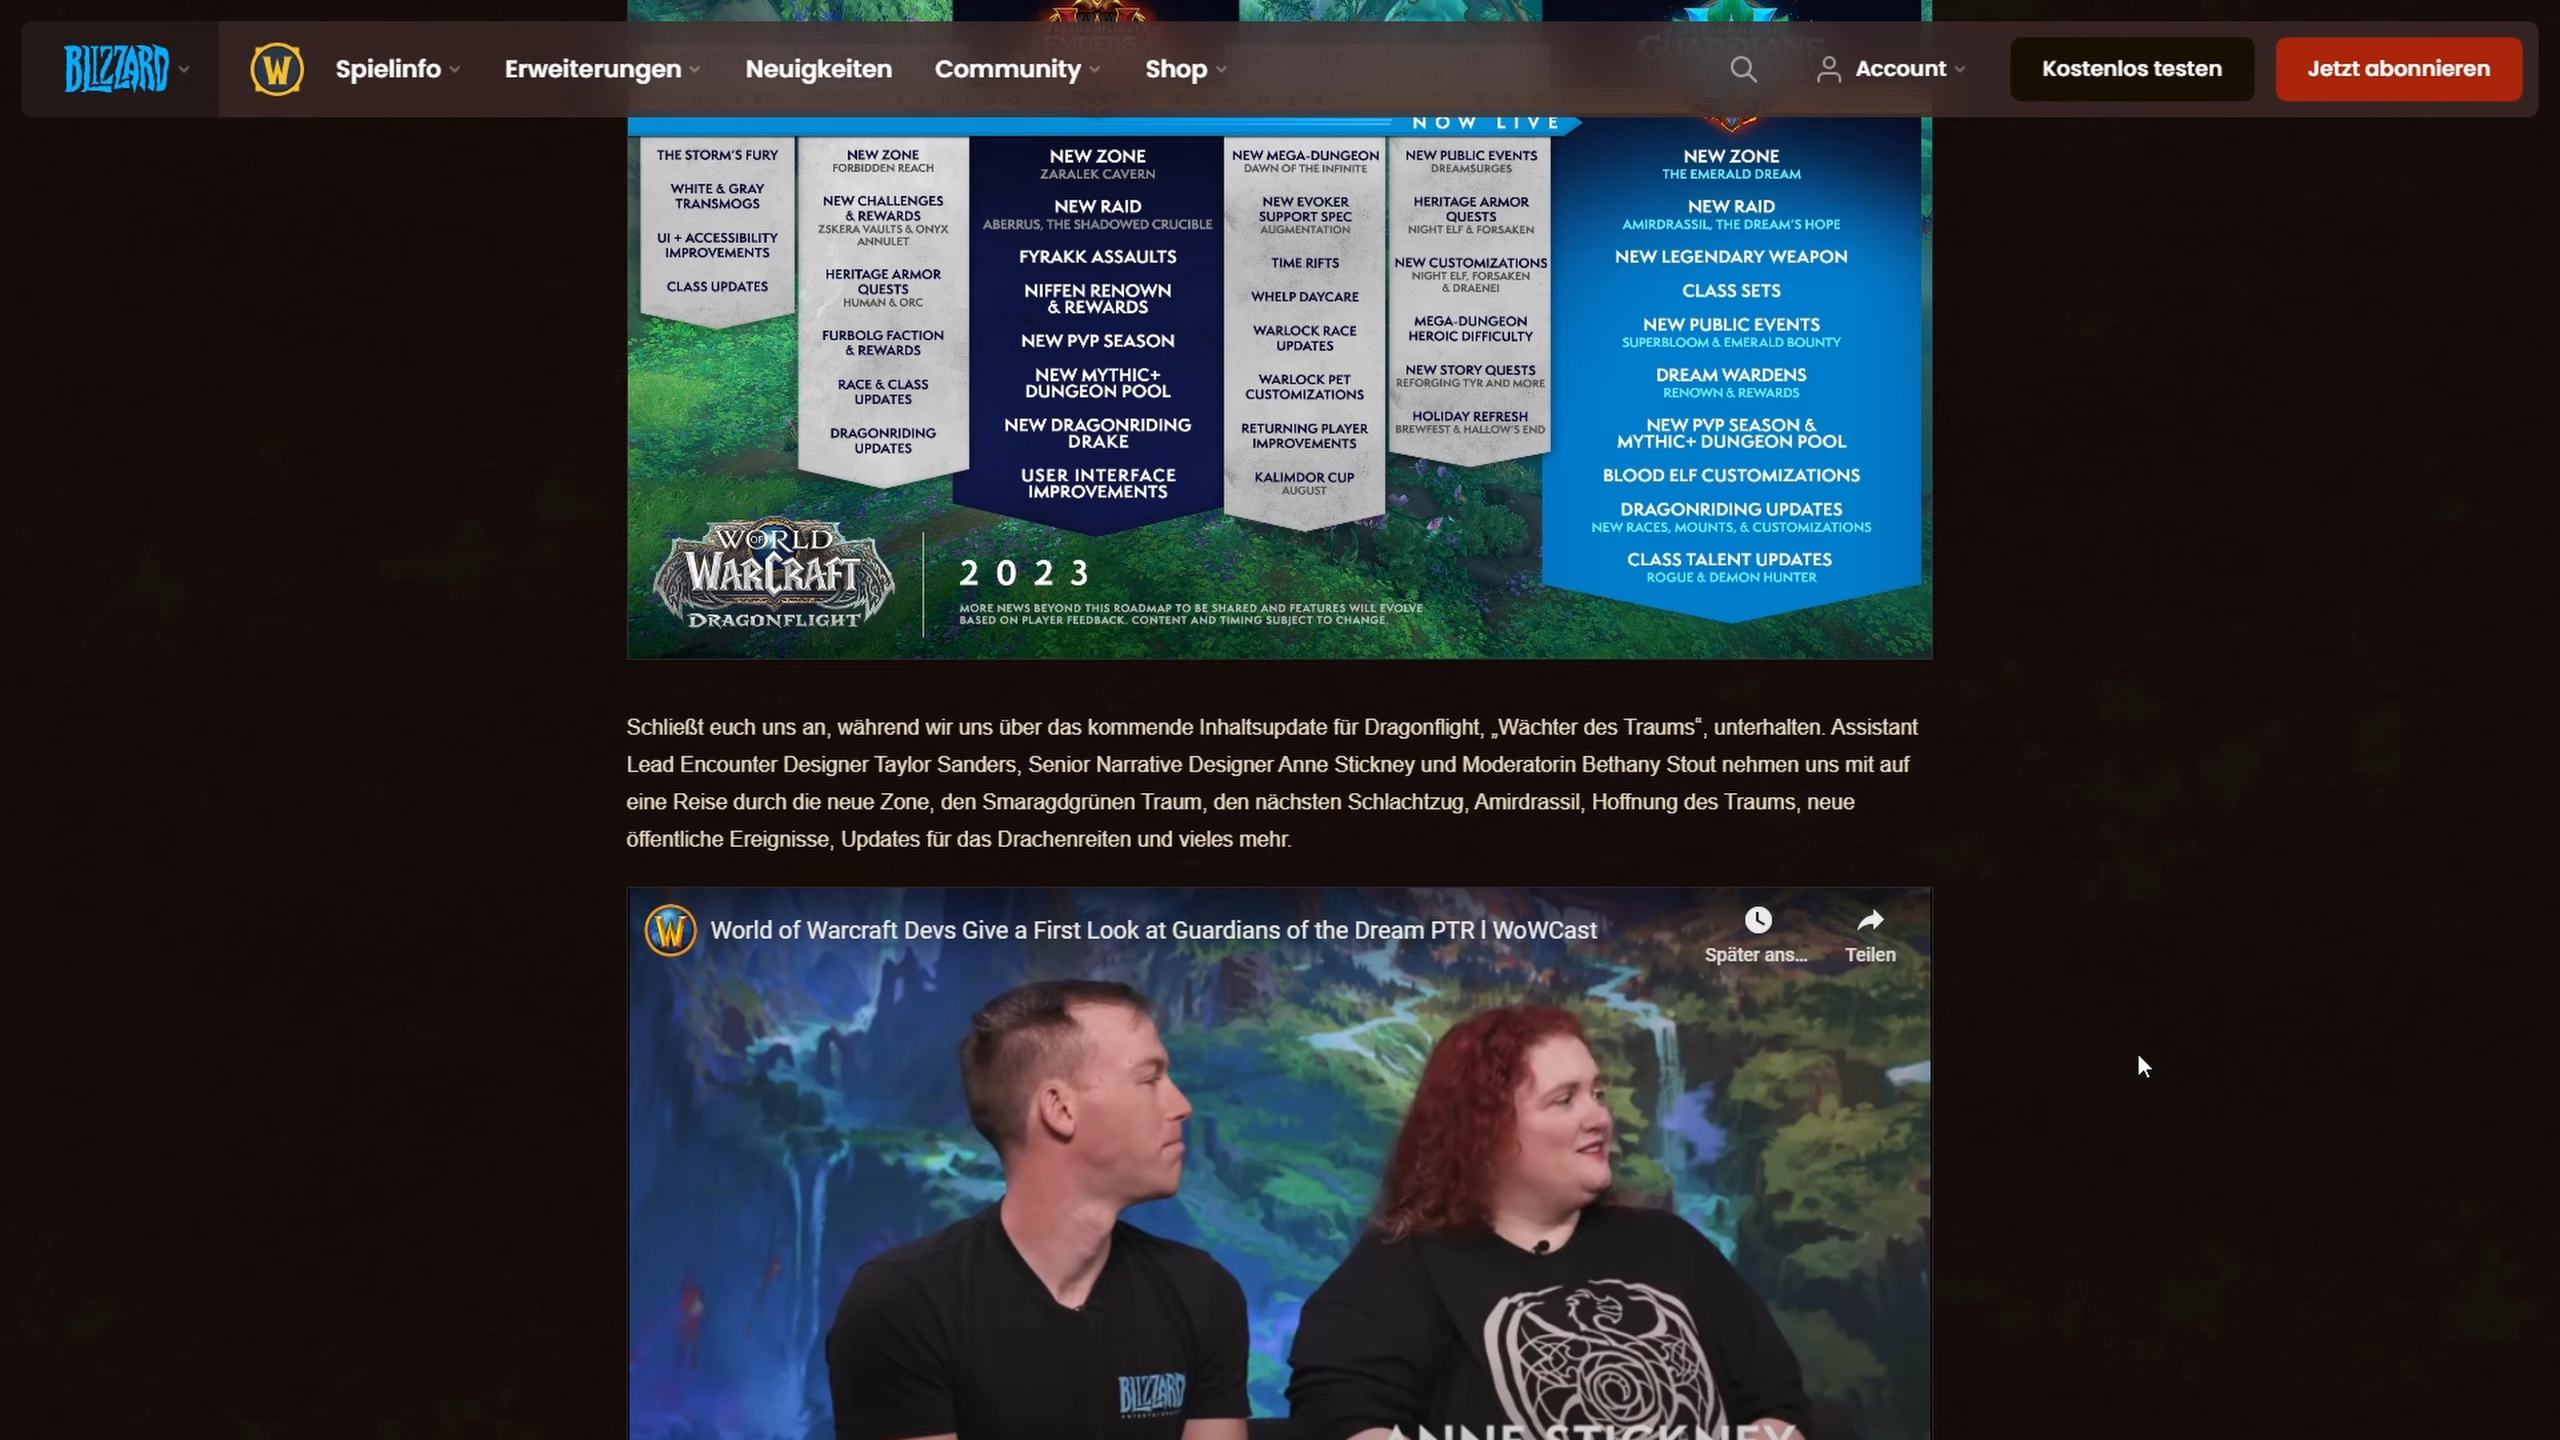 BLIZZARD
W
Spielinfo
Erweiterungen
Neuigkeiten
Community
Shop
Account
Kostenlos testen
Jetzt abonnieren
NOW LIVE
THE STORM'S FURY
WHITE & GRAY
TRANSMOGS
UI + ACCESSIBILITY
IMPROVEMENTS
CLASS UPDATES
NEW ZONE
FORBIDDEN REACH
NEW CHALLENGES
& REWARDS
ZSKERA VAULTS & ONYX
ANNULET
HERITAGE ARMOR
QUESTS
HUMAN & ORC
FURBOLG FACTION
& REWARDS
RACE & CLASS
UPDATES
DRAGONRIDING
UPDATES
NEW ZONE
ZARALEK CAVERN
NEW RAID
ABERRUS, THE SHADOWED CRUCIBLE
FYRAKK ASSAULTS
NIFFEN RENOWN
& REWARDS
NEW PVP SEASON
NEW MYTHIC+
DUNGEON POOL
NEW DRAGONRIDING
DRAKE
USER INTERFACE
IMPROVEMENTS
NEW MEGA-DUNGEON
DAWN OF THE INFINITE
NEW EVOKER
SUPPORT SPEC
AUGMENTATION
TIME RIFTS
WHELP DAYCARE
WARLOCK RACE
UPDATES
WARLOCK PET
CUSTOMIZATIONS
RETURNING PLAYER
IMPROVEMENTS
KALIMDOR CUP
AUGUST
NEW PUBLIC EVENTS
DREAMSURGES
HERITAGE ARMOR
QUESTS
NIGHT ELF & FORSAKEN
NEW CUSTOMIZATIONS
NIGHT ELF, FORSAKEN
& DRAENEI
MEGA-DUNGEON
HEROIC DIFFICULTY
NEW STORY QUESTS
REFORGING TYR AND MORE
HOLIDAY REFRESH
BREWFEST & HALLOW'S END
NEW ZONE
THE EMERALD DREAM
NEW RAID
AMIRDRASSIL, THE DREAM'S HOPE
NEW LEGENDARY WEAPON
CLASS SETS
NEW PUBLIC EVENTS
SUPERBLOOM & EMERALD BOUNTY
DREAM WARDENS
RENOWN & REWARDS
NEW PVP SEASON &
MYTHIC+ DUNGEON POOL
BLOOD ELF CUSTOMIZATIONS
DRAGONRIDING UPDATES
NEW RACES, MOUNTS, & CUSTOMIZATIONS
CLASS TALENT UPDATES
ROGUE & DEMON HUNTER
WORLD OF
WARCRAFT
DRAGONFLIGHT
2023
MORE NEWS BEYOND THIS ROADMAP TO BE SHARED AND FEATURES WILL EVOLVE
BASED ON PLAYER FEEDBACK. CONTENT AND TIMING SUBJECT TO CHANGE.
Schließt euch uns an, während wir uns über das kommende Inhaltsupdate für Dragonflight, „Wächter des Traums“, unterhalten. Assistant
Lead Encounter Designer Taylor Sanders, Senior Narrative Designer Anne Stickney und Moderatorin Bethany Stout nehmen uns mit auf
eine Reise durch die neue Zone, den Smaragdgrünen Traum, den nächsten Schlachtzug, Amirdrassil, Hoffnung des Traums, neue
öffentliche Ereignisse, Updates für das Drachenreiten und vieles mehr.
W
World of Warcraft Devs Give a First Look at Guardians of the Dream PTR | WoWCast
Später ans...
Teilen
BLIZZARD
ENTERTAINMENT
ANNE STICKNEY